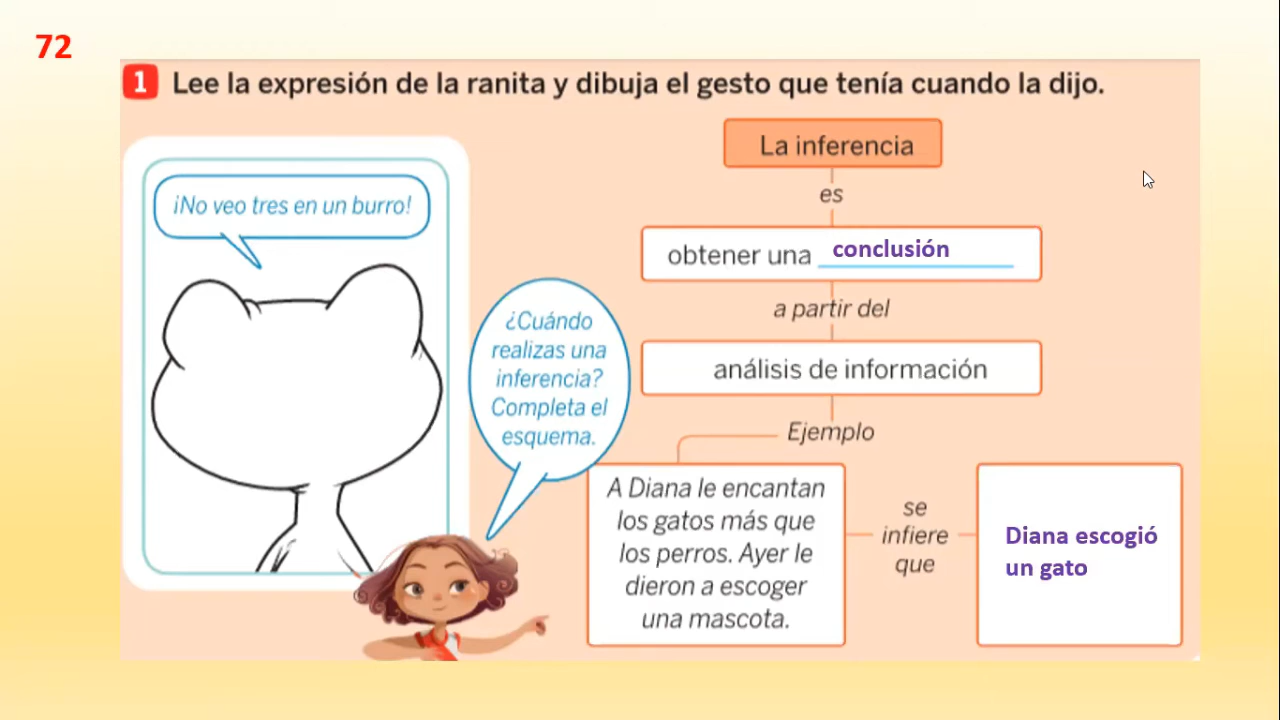 72
1 Lee la expresión de la ranita y dibuja el gesto que tenía cuando la dijo.
¡No veo tres en un burro!
¿Cuándo
realizas una
inferencia?
Completa el
esquema.
La inferencia
es
obtener una conclusión
a partir del
análisis de información
Ejemplo
A Diana le encantan
los gatos más que
los perros. Ayer le
dieron a escoger
una mascota.
se
infiere
que
Diana escogió
un gato